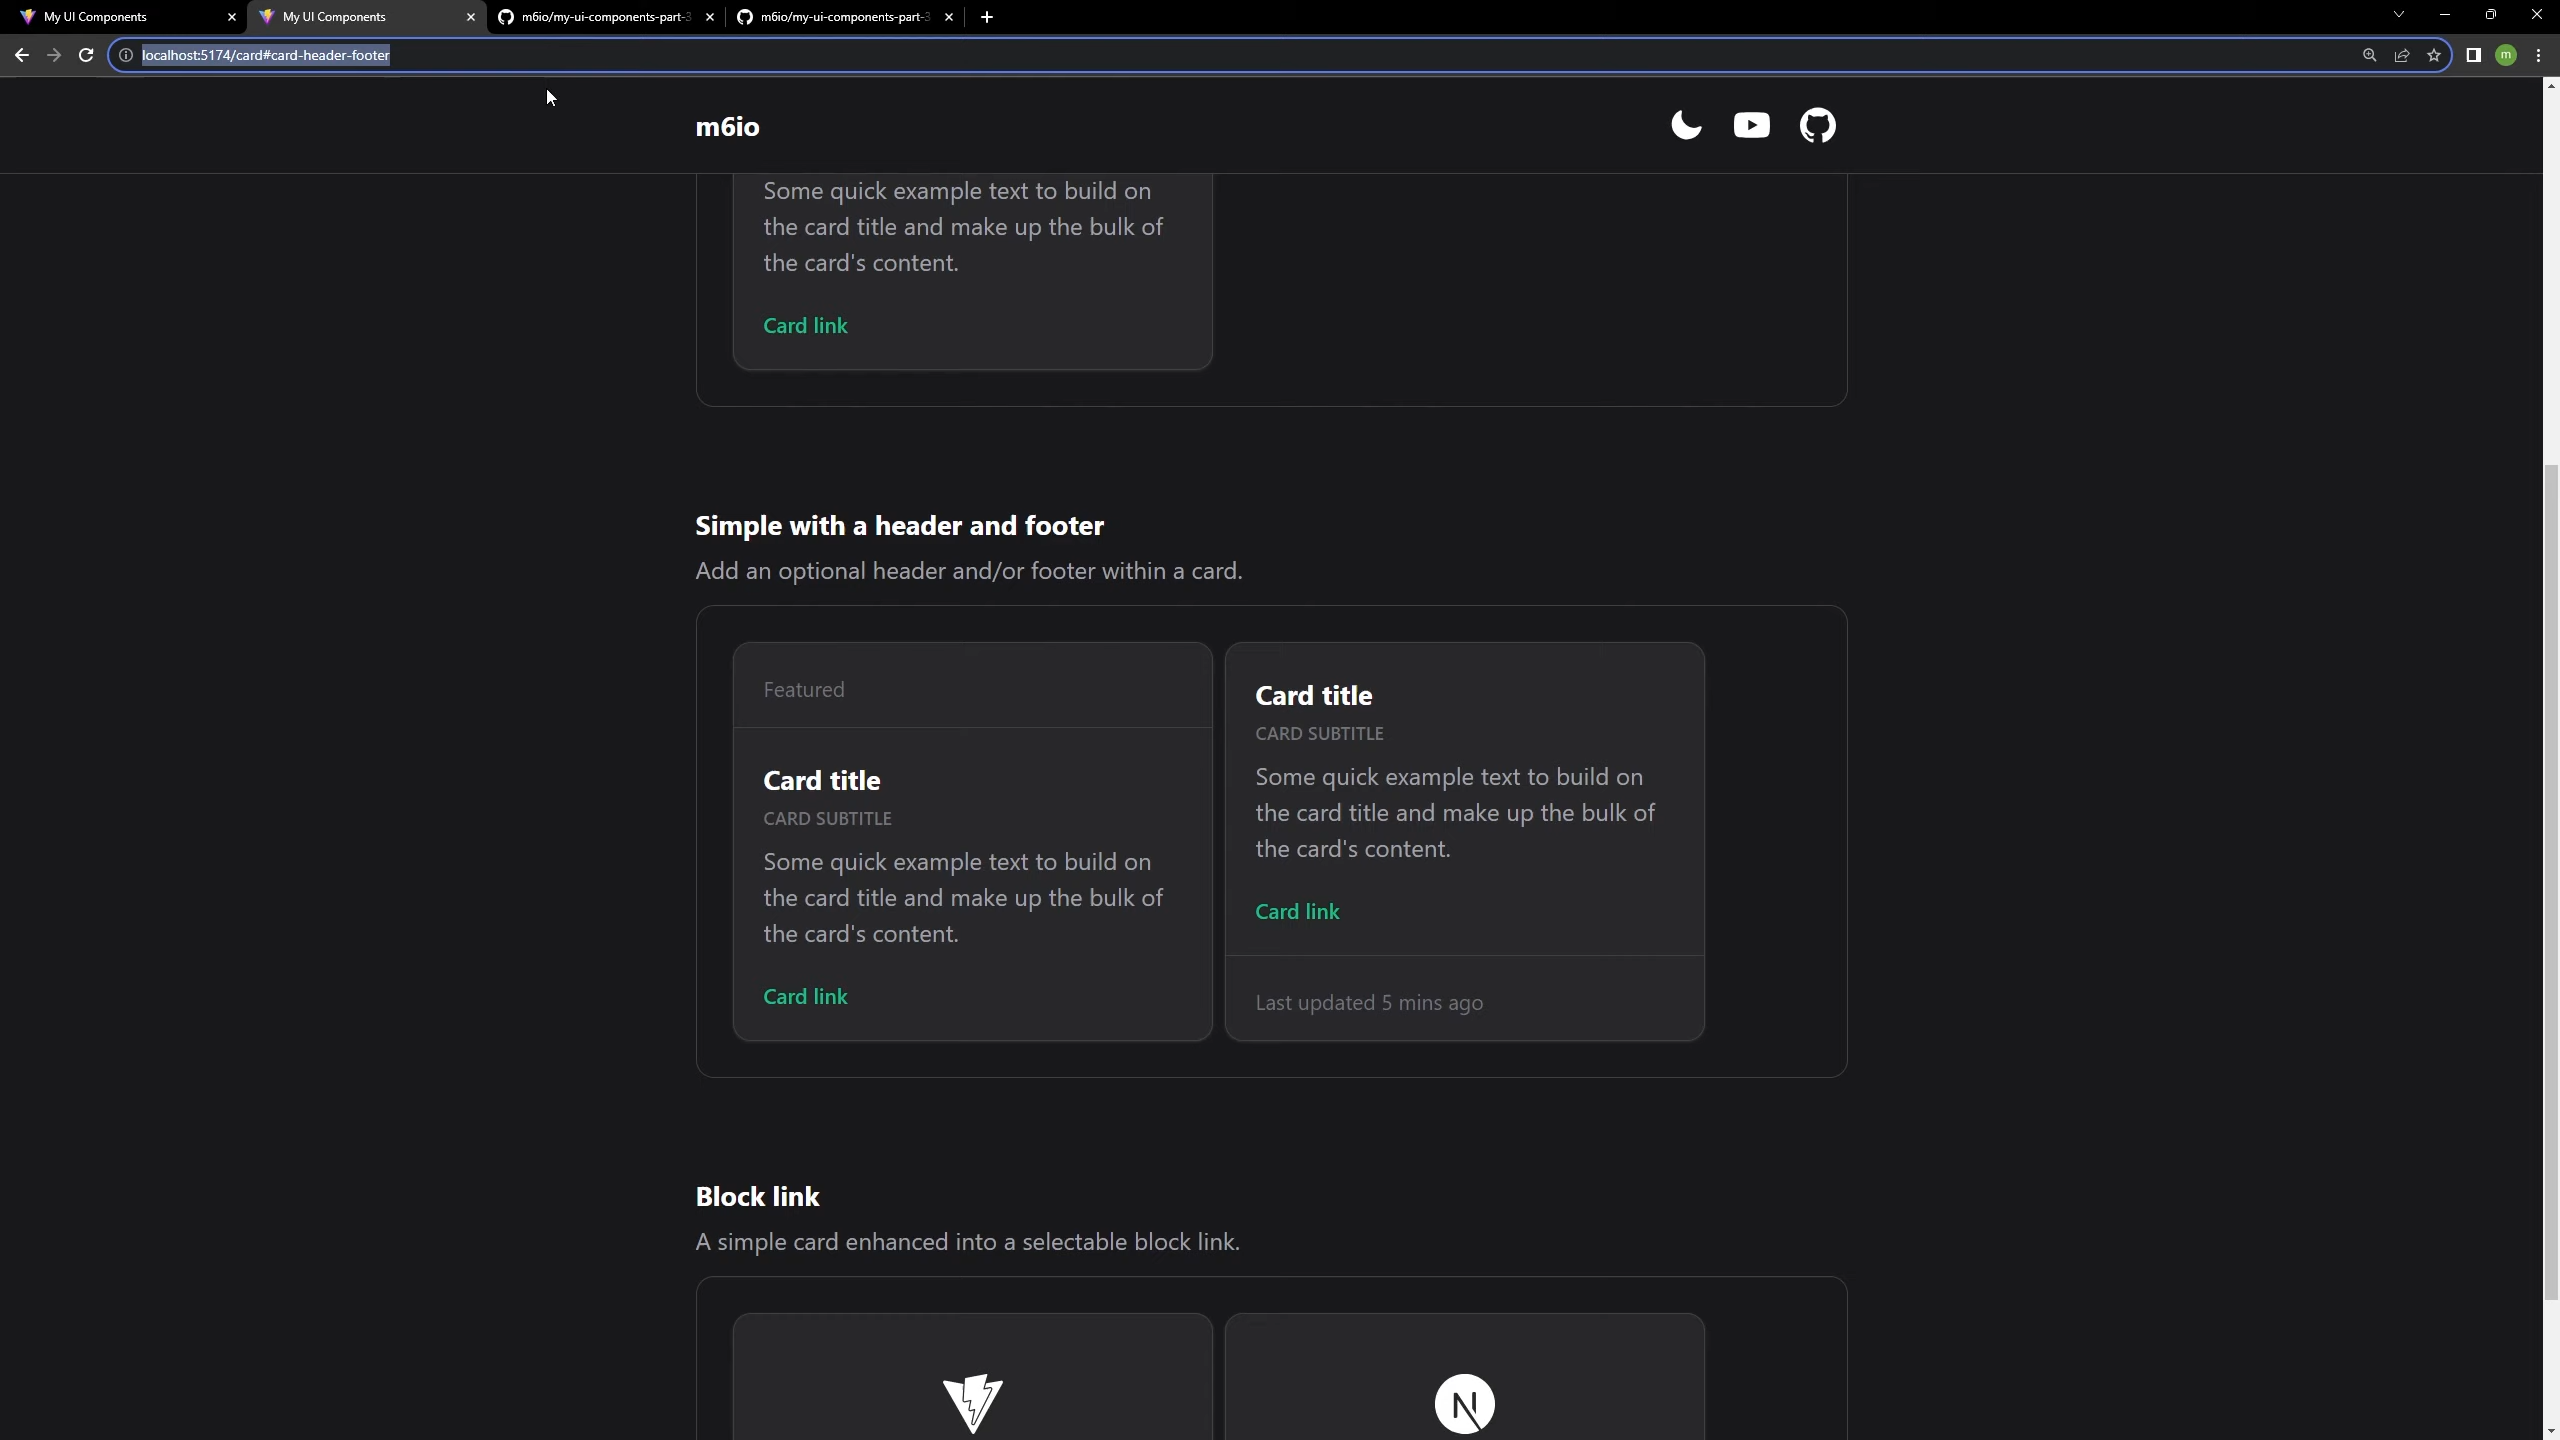 My UI Components
My UI Components
m6io/my-ui-components-part-3
m6io/my-ui-components-part-3
localhost:5174/card#card-header-footer
m
m6io
Some quick example text to build on
the card title and make up the bulk of
the card's content.
Card link
Simple with a header and footer
Add an optional header and/or footer within a card.
Featured
Card title
CARD SUBTITLE
Some quick example text to build on
the card title and make up the bulk of
the card's content.
Card link
Card title
CARD SUBTITLE
Some quick example text to build on
the card title and make up the bulk of
the card's content.
Card link
Last updated 5 mins ago
Block link
A simple card enhanced into a selectable block link.
N